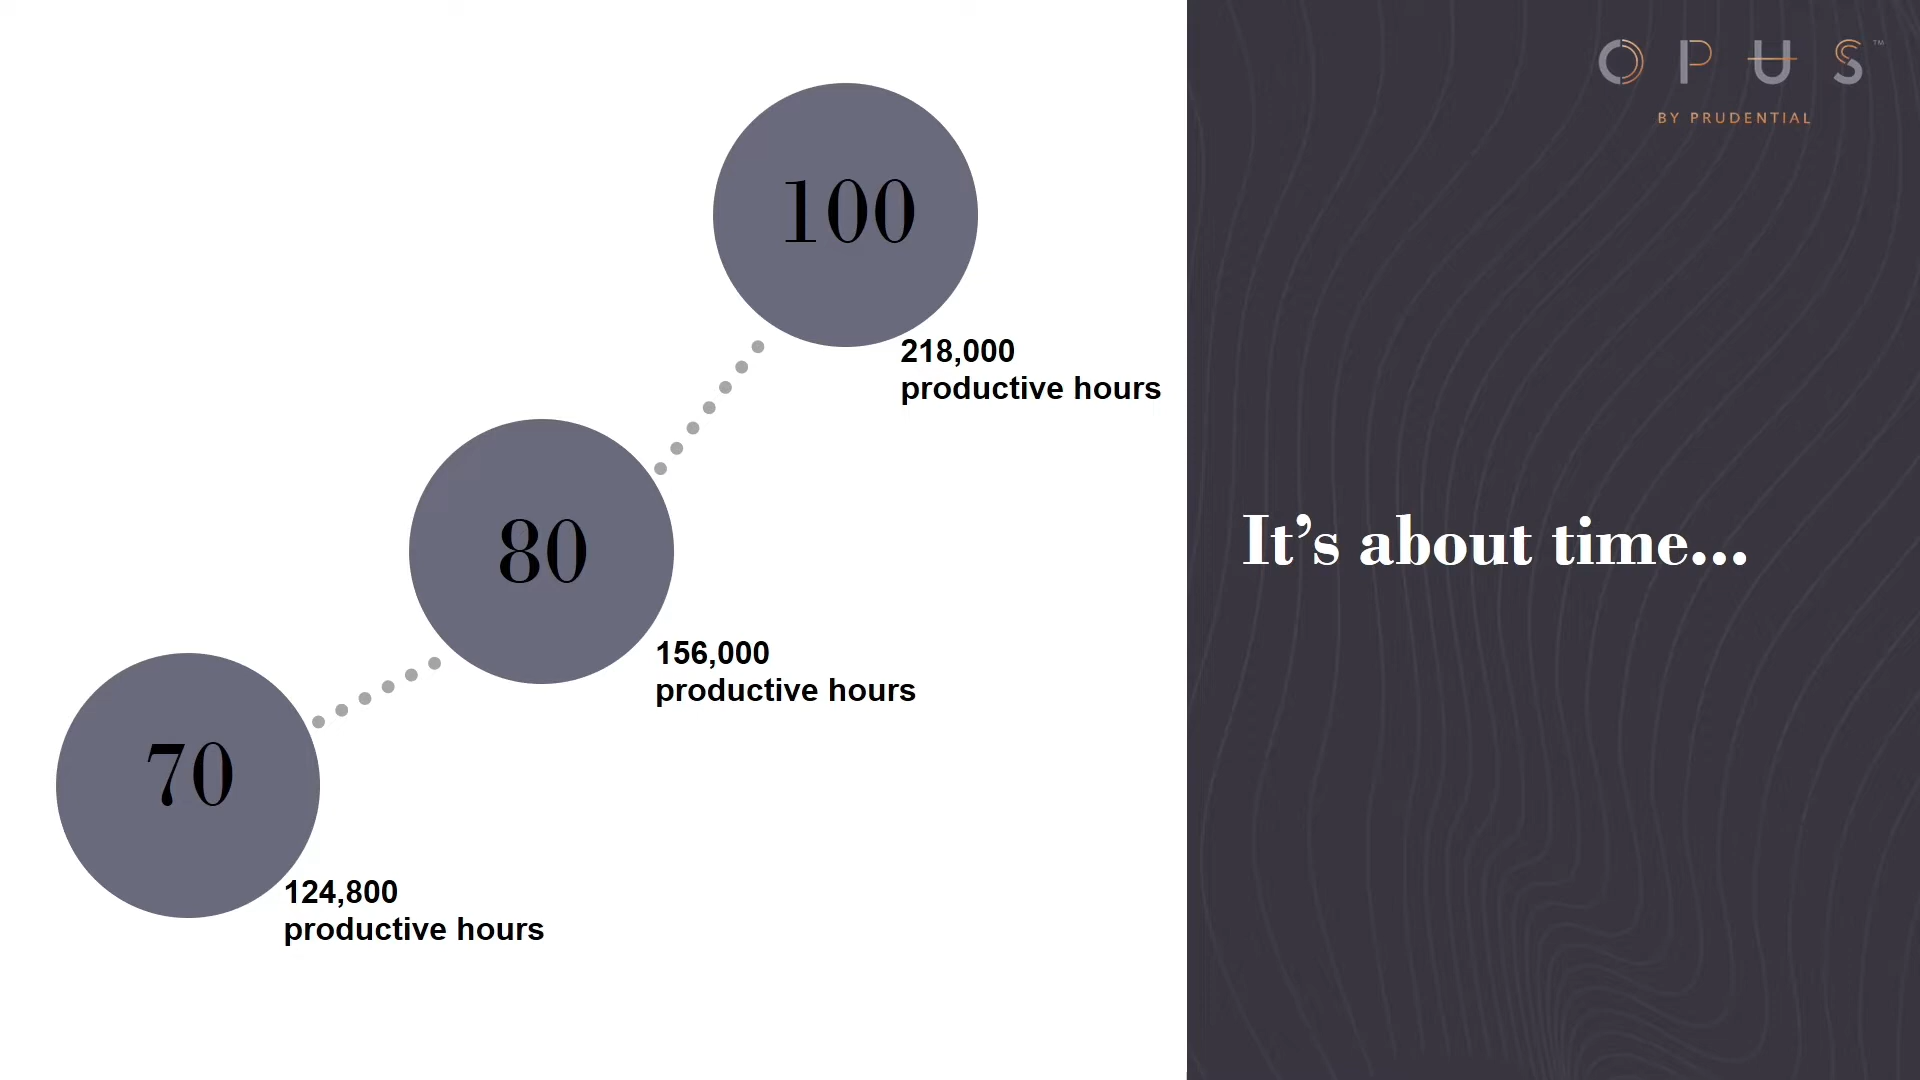 OPUS™
BY PRUDENTIAL
100
218,000
productive hours
80
156,000
productive hours
70
124,800
productive hours
It’s about time...